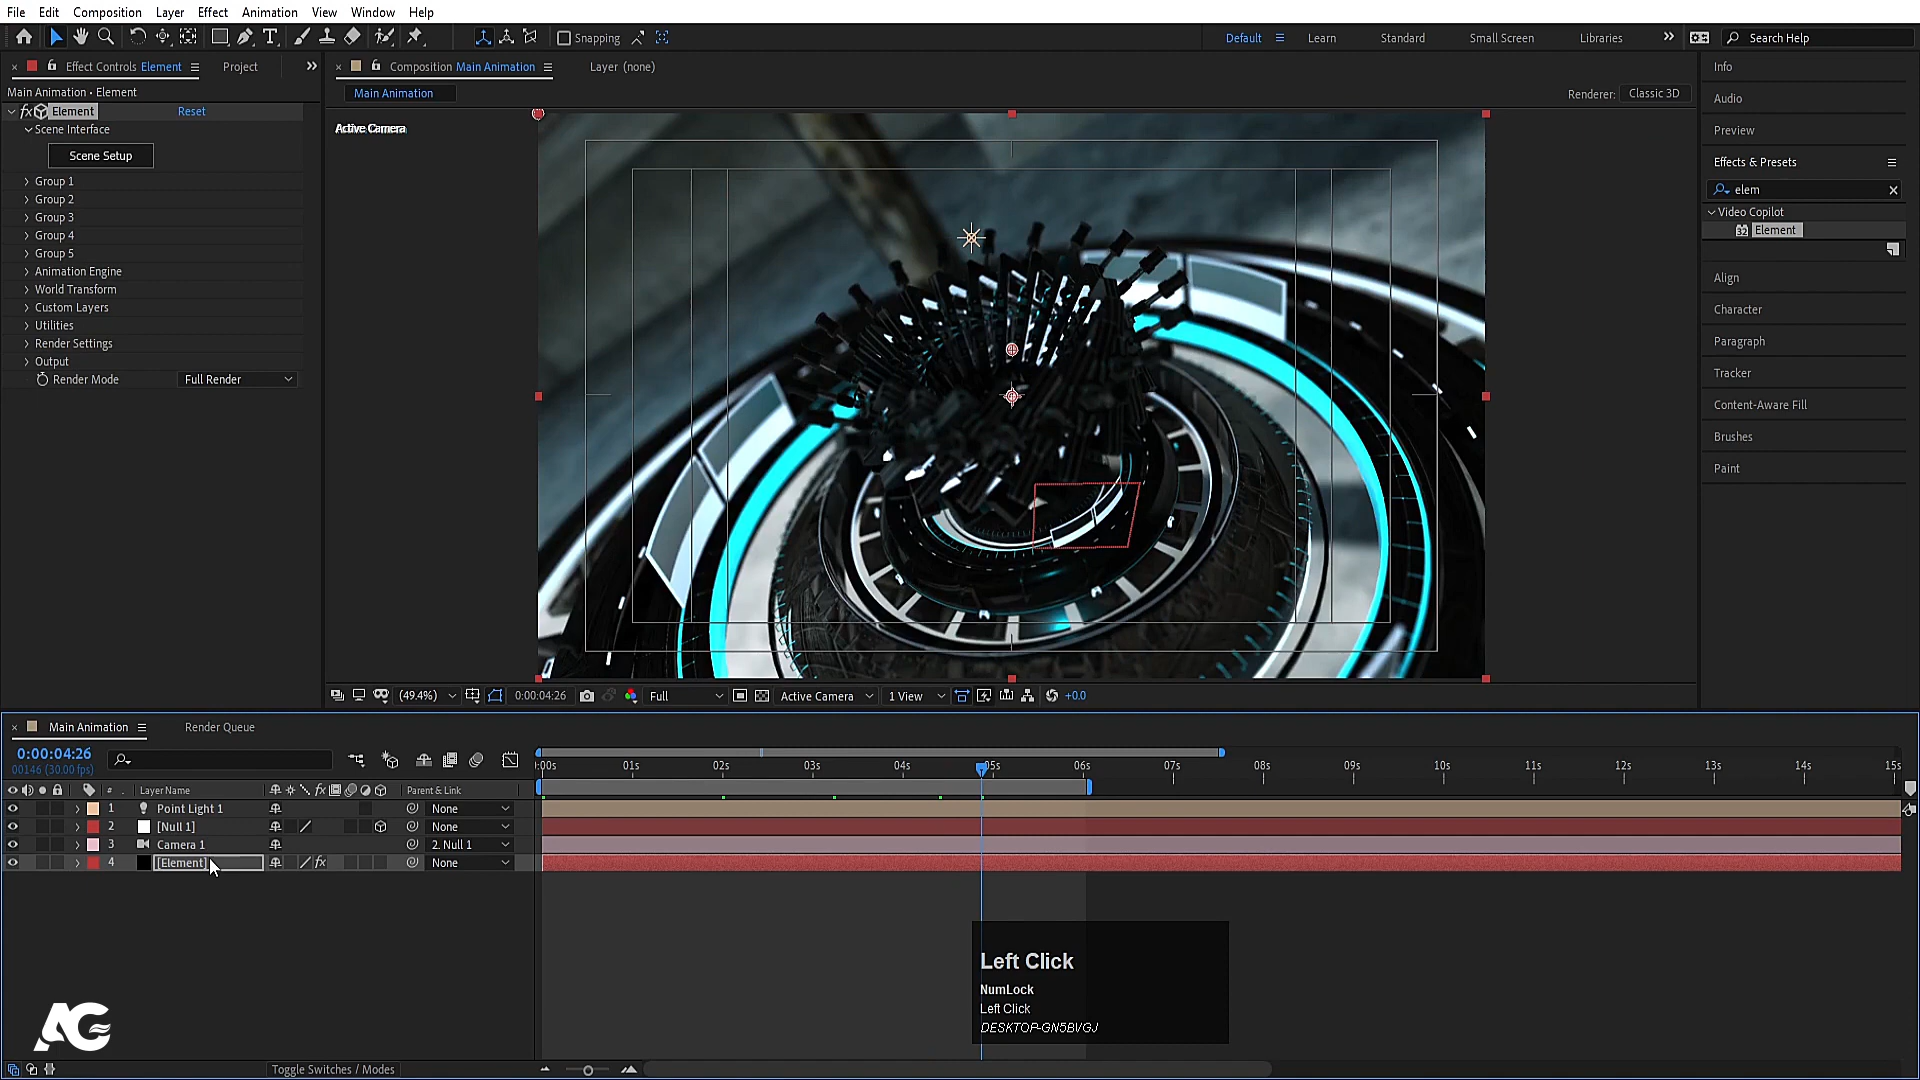 File Edit Composition Layer Effect Animation View Window Help
Snapping Default Learn Standard Small Screen Libraries Search Help
Effect Controls Element Project
Composition Main Animation Layer (none)
Info
Main Animation • Element
Main Animation
Renderer: Classic 3D
Audio
fx Element Reset
Active Camera
Scene Interface
Preview
Scene Setup
Effects & Presets
Group 1
elem
Group 2
Video Copilot
Group 3
Element
Group 4
Group 5
Animation Engine
Align
World Transform
Custom Layers
Character
Utilities
Render Settings
Paragraph
Output
Render Mode Full Render
Tracker
Content-Aware Fill
Brushes
Paint
(49.4%) 0:00:04:26 Full Active Camera 1 View +0.0
Main Animation Render Queue
0:00:04:26
00146 (30.00 fps)
:00s 01s 02s 03s 04s 05s 06s 07s 08s 09s 10s 11s 12s 13s 14s 15s
# Layer Name fx Parent & Link
1 Point Light 1 None
2 [Null 1] None
3 Camera 1 2. Null 1
4 [Element] fx None
Left Click
NumLock
Left Click
DESKTOP-GN5BVGJ
AG
Toggle Switches / Modes